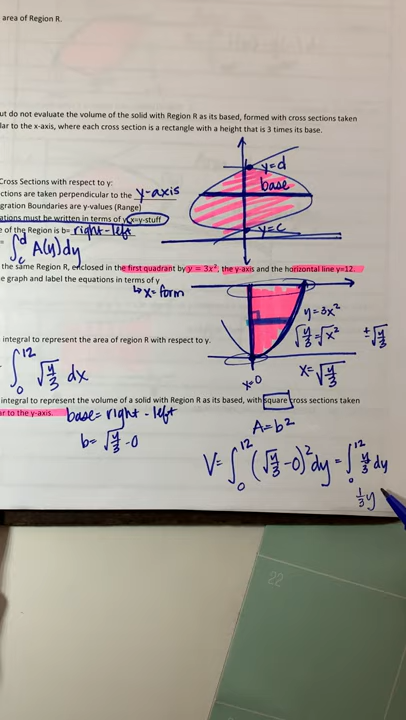 area of Region R.
ut do not evaluate the volume of the solid with Region R as its based, formed with cross sections taken
lar to the x-axis, where each cross section is a rectangle with a height that is 3 times its base.
y=d
base
y=c
Cross Sections with respect to y:
ctions are taken perpendicular to the y-axis
gration Boundaries are y-values (Range)
ations must be written in terms of y x=y-stuff
e of the Region is b= right-left
= ∫_c^d A(y)dy
the same Region R, enclosed in the first quadrant by y = 3x², the y-axis and the horizontal line y=12.
e graph and label the equations in terms of y
↳x= form
y=3x²
√(y/3)=√x² ±√(y/3)
x=√(y/3)
x=0
integral to represent the area of region R with respect to y.
= ∫_0^12 √(y/3) dx
integral to represent the volume of a solid with Region R as its based, with square cross sections taken
ar to the y-axis. base= right - left
b= √(y/3) -0
A=b²
V= ∫_0^12 (√(y/3) -0)² dy = ∫_0^12 y/3 dy
1/3 y
22